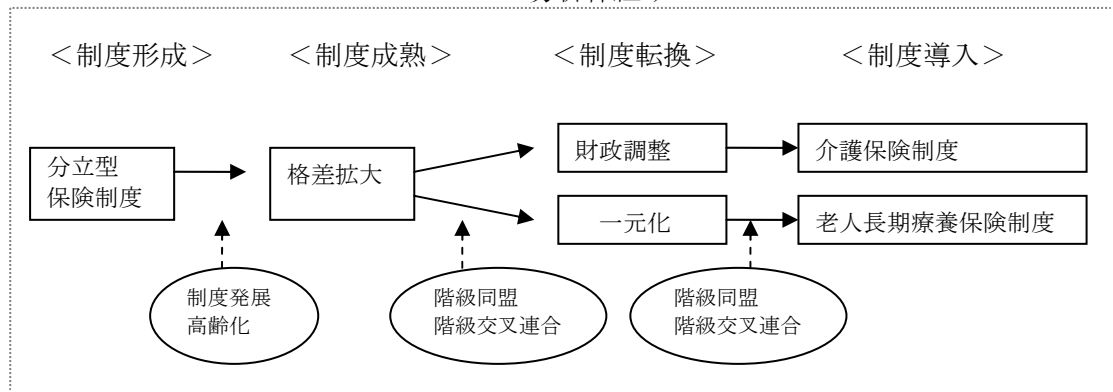 ＜制度形成＞　＜制度成熟＞　＜制度転換＞　＜制度導入＞
分立型
保険制度
格差拡大
財政調整
介護保険制度
一元化
老人長期療養保険制度
制度発展
高齢化
階級同盟
階級交叉連合
階級同盟
階級交叉連合